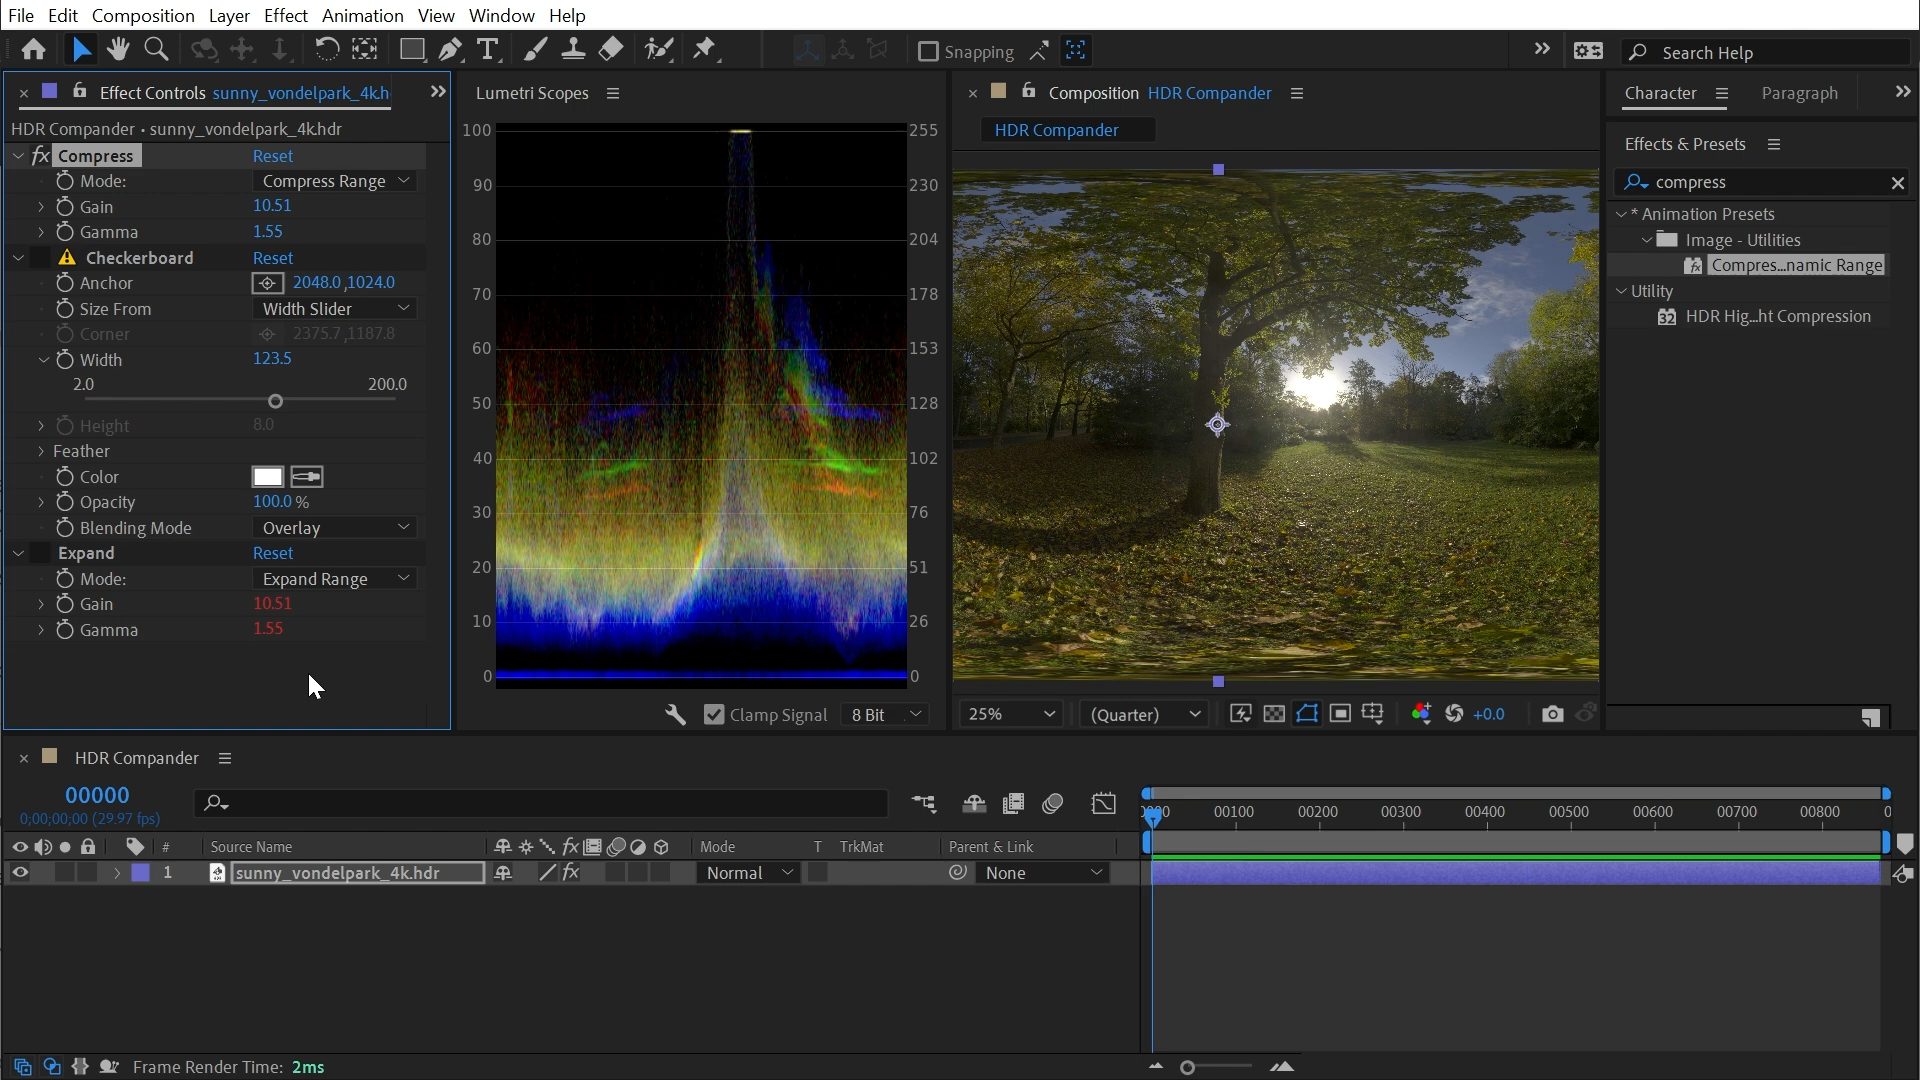 File Edit Composition Layer Effect Animation View Window Help
Snapping
Search Help
Effect Controls sunny_vondelpark_4k.h
HDR Compander • sunny_vondelpark_4k.hdr
fx Compress Reset
Mode: Compress Range
Gain 10.51
Gamma 1.55
Checkerboard Reset
Anchor 2048.0,1024.0
Size From Width Slider
Corner 2375.7,1187.8
Width 123.5
2.0 200.0
Height 8.0
Feather
Color
Opacity 100.0 %
Blending Mode Overlay
Expand Reset
Mode: Expand Range
Gain 10.51
Gamma 1.55
Lumetri Scopes
100 255
90 230
80 204
70 178
60 153
50 128
40 102
30 76
20 51
10 26
0 0
Clamp Signal 8 Bit
Composition HDR Compander
HDR Compander
25% (Quarter) +0.0
Character Paragraph
Effects & Presets
compress
* Animation Presets
Image - Utilities
Compres...namic Range
Utility
32 HDR Hig...ht Compression
HDR Compander
00000
0;00;00;00 (29.97 fps)
00100 00200 00300 00400 00500 00600 00700 00800
# Source Name fx Mode T TrkMat Parent & Link
1 sunny_vondelpark_4k.hdr fx Normal None
Frame Render Time: 2ms